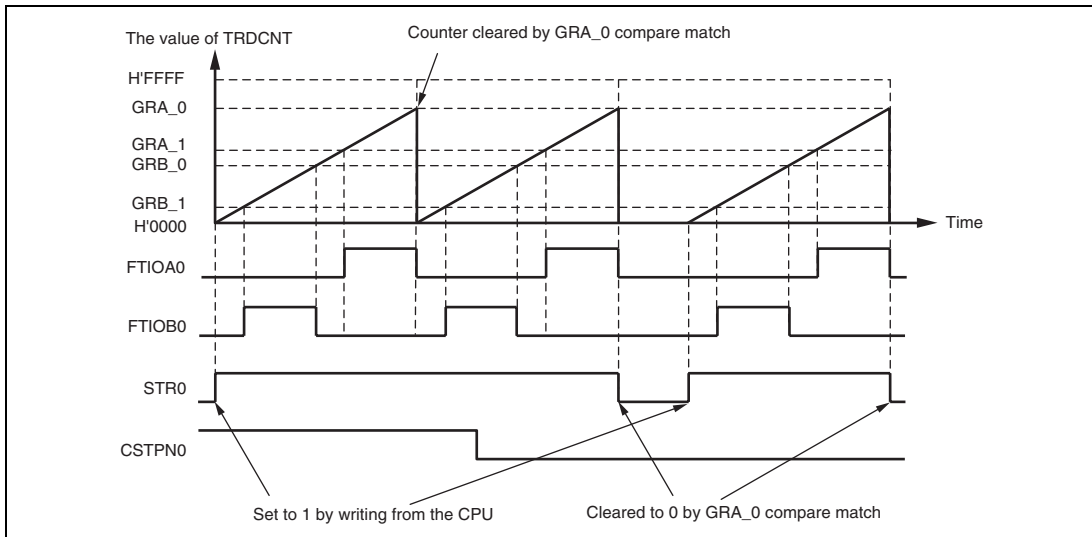 Counter cleared by GRA_0 compare match
The value of TRDCNT
H'FFFF
GRA_0
GRA_1
GRB_0
GRB_1
H'0000
Time
FTIOA0
FTIOB0
STR0
CSTPN0
Set to 1 by writing from the CPU
Cleared to 0 by GRA_0 compare match